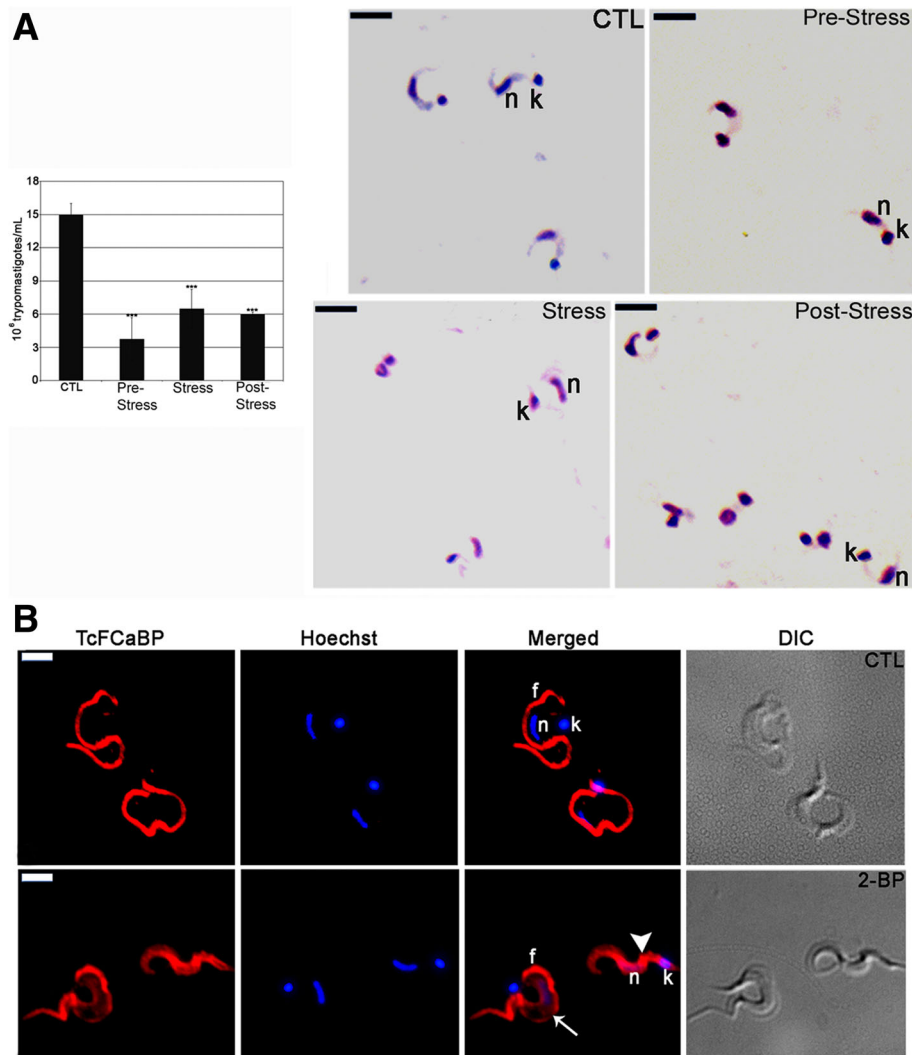 A
18
15
12
9
6
3
0
10⁶ trypomastigotes/mL
***
***
***
CTL
Pre-
Stress
Stress
Post-
Stress
CTL
n k
Pre-Stress
n
k
Stress
n
k
Post-Stress
k
n
B
TcFCaBP Hoechst Merged DIC
f
n k
CTL
f
n k
2-BP